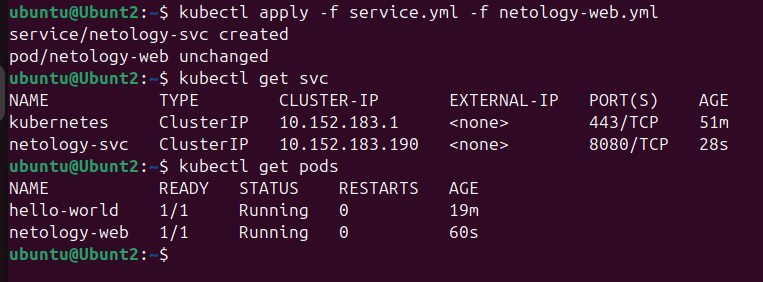 ubuntu@Ubunt2:~$ kubectl apply -f service.yml -f netology-web.yml
service/netology-svc created
pod/netology-web unchanged
ubuntu@Ubunt2:~$ kubectl get svc
NAME           TYPE        CLUSTER-IP       EXTERNAL-IP   PORT(S)    AGE
kubernetes     ClusterIP   10.152.183.1     <none>        443/TCP    51m
netology-svc   ClusterIP   10.152.183.190   <none>        8080/TCP   28s
ubuntu@Ubunt2:~$ kubectl get pods
NAME           READY   STATUS    RESTARTS   AGE
hello-world    1/1     Running   0          19m
netology-web   1/1     Running   0          60s
ubuntu@Ubunt2:~$